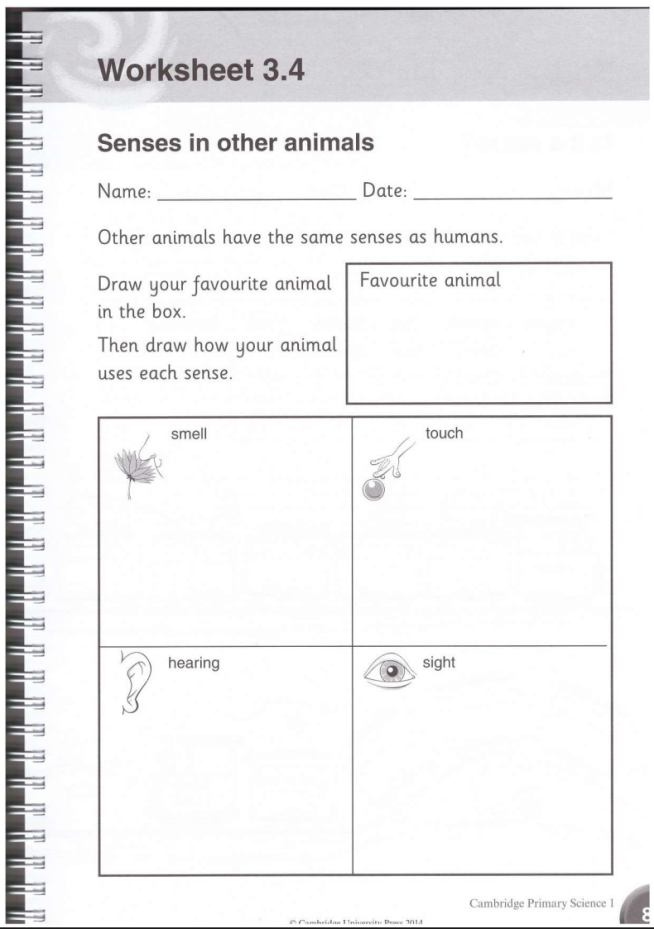 Worksheet 3.4
Senses in other animals
Name: ____________________ Date: ____________________
Other animals have the same senses as humans.
Draw your favourite animal
in the box.
Then draw how your animal
uses each sense.
Favourite animal
smell
touch
hearing
sight
Cambridge Primary Science 1
© Cambridge University Press 2014
8